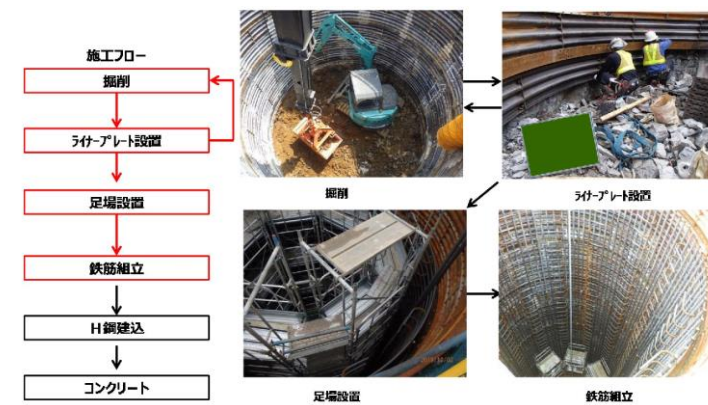 施工フロー
掘削
ライナープレート設置
足場設置
鉄筋組立
H鋼建込
コンクリート
掘削
ライナープレート設置
足場設置
鉄筋組立